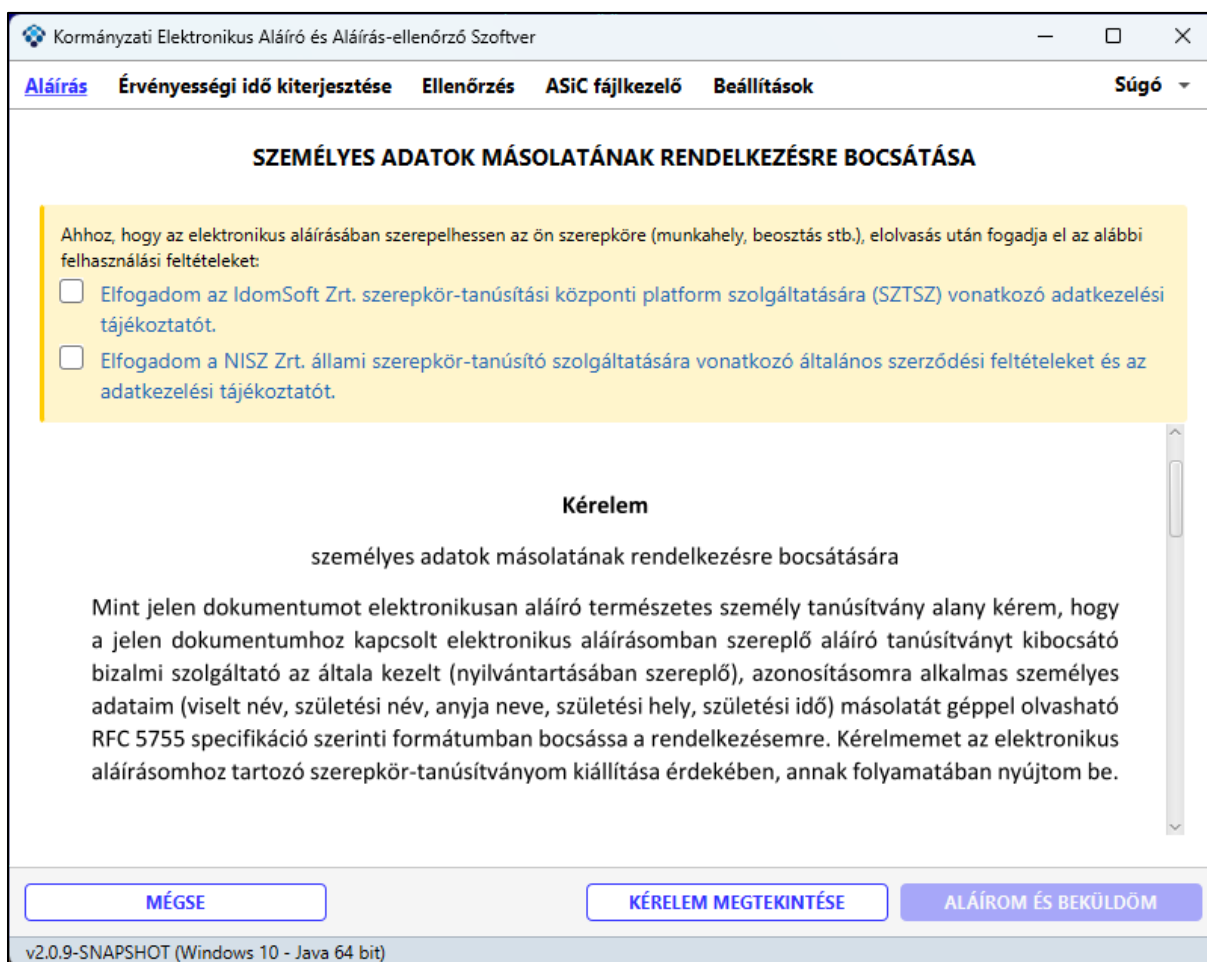 Kormányzati Elektronikus Aláíró és Aláírás-ellenőrző Szoftver
Aláírás Érvényességi idő kiterjesztése Ellenőrzés ASiC fájlkezelő Beállítások Súgó
SZEMÉLYES ADATOK MÁSOLATÁNAK RENDELKEZÉSRE BOCSÁTÁSA
Ahhoz, hogy az elektronikus aláírásában szerepelhessen az ön szerepköre (munkahely, beosztás stb.), elolvasás után fogadja el az alábbi
felhasználási feltételeket:
Elfogadom az IdomSoft Zrt. szerepkör-tanúsítási központi platform szolgáltatására (SZTSZ) vonatkozó adatkezelési
tájékoztatót.
Elfogadom a NISZ Zrt. állami szerepkör-tanúsító szolgáltatására vonatkozó általános szerződési feltételeket és az
adatkezelési tájékoztatót.
Kérelem
személyes adatok másolatának rendelkezésre bocsátására
Mint jelen dokumentumot elektronikusan aláíró természetes személy tanúsítvány alany kérem, hogy
a jelen dokumentumhoz kapcsolt elektronikus aláírásomban szereplő aláíró tanúsítványt kibocsátó
bizalmi szolgáltató az általa kezelt (nyilvántartásában szereplő), azonosításomra alkalmas személyes
adataim (viselt név, születési név, anyja neve, születési hely, születési idő) másolatát géppel olvasható
RFC 5755 specifikáció szerinti formátumban bocsássa a rendelkezésemre. Kérelmemet az elektronikus
aláírásomhoz tartozó szerepkör-tanúsítványom kiállítása érdekében, annak folyamatában nyújtom be.
MÉGSE KÉRELEM MEGTEKINTÉSE ALÁÍROM ÉS BEKÜLDÖM
v2.0.9-SNAPSHOT (Windows 10 - Java 64 bit)